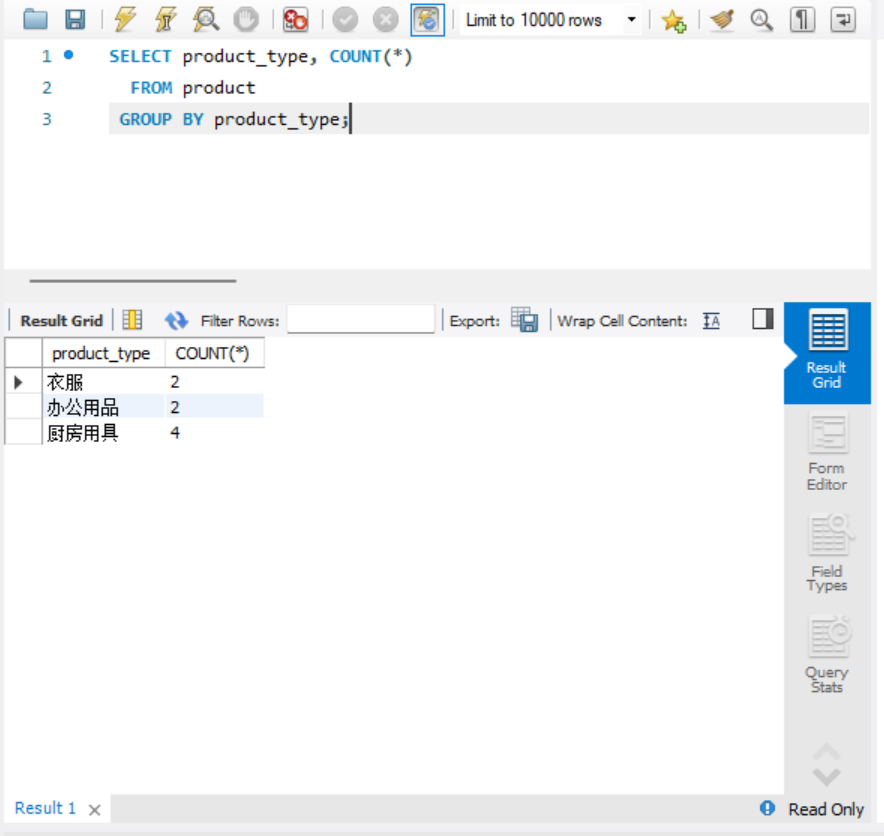 Limit to 10000 rows
1 SELECT product_type, COUNT(*)
2 FROM product
3 GROUP BY product_type;
Result Grid Filter Rows: Export: Wrap Cell Content: IA
product_type COUNT(*)
衣服 2
办公用品 2
厨房用具 4
Result
Grid
Form
Editor
Field
Types
Query
Stats
Result 1 ×
Read Only